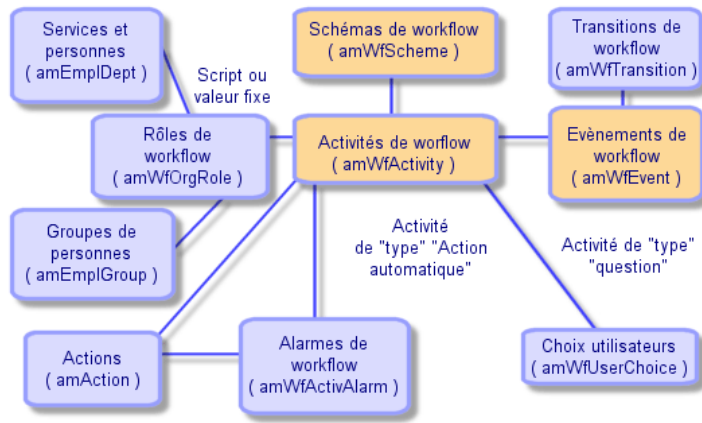 Services et
personnes
( amEmplDept )
Schémas de workflow
( amWfScheme )
Transitions de
workflow
( amWfTransition )
Script ou
valeur fixe
Rôles de
workflow
( amWfOrgRole )
Activités de worflow
( amWfActivity )
Evènements de
workflow
( amWfEvent )
Groupes de
personnes
( amEmplGroup )
Activité
de "type" "Action
automatique"
Activité de "type"
"question"
Actions
( amAction )
Alarmes de
workflow
( amWfActivAlarm )
Choix utilisateurs
( amWfUserChoice )